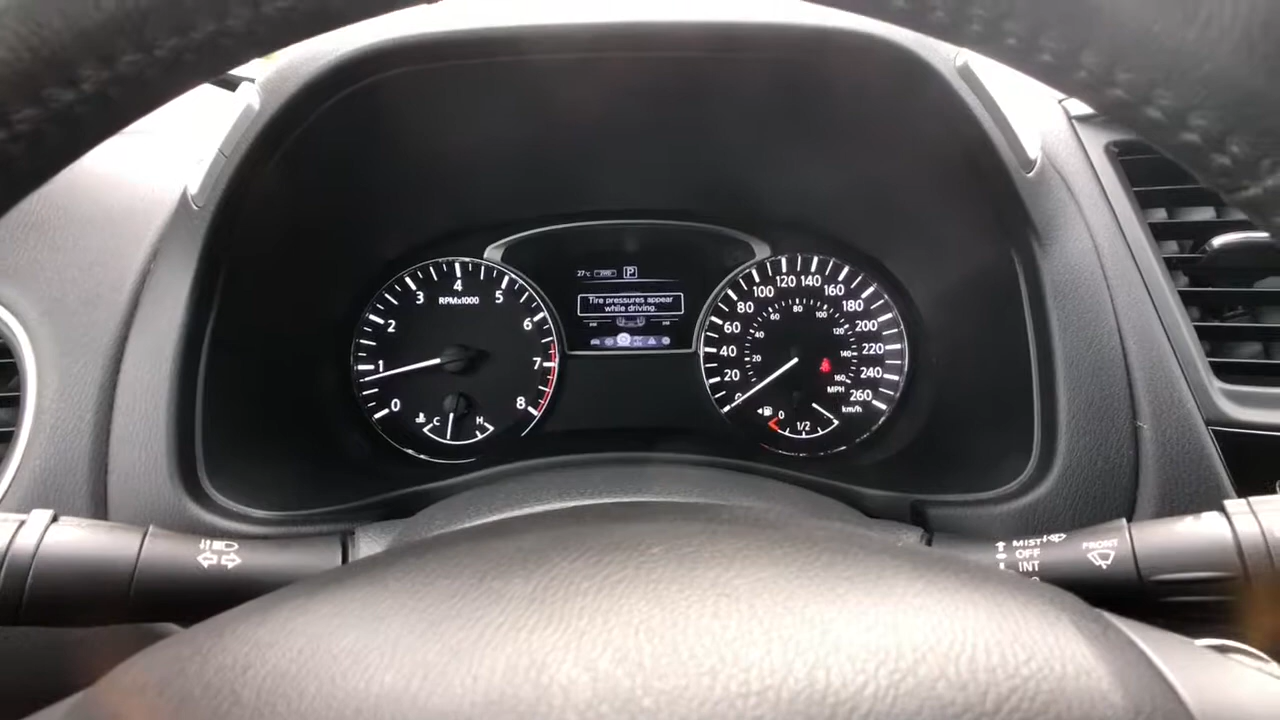 27°C 2WD P
Tire pressures appear
while driving.
0 1 2 3 4 5 6 7 8
RPMx1000
C H
0 20 40 60 80 100 120 140 160 180 200 220 240 260
km/h
20 40 60 80 100 120 140 160
MPH
0 1/2
MIST
OFF
INT
FRONT